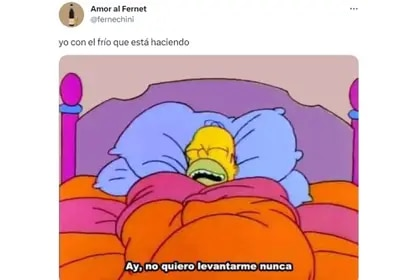 Amor al Fernet
@fernechini
yo con el frío que está haciendo
Ay, no quiero levantarme nunca